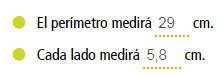 El perímetro medirá 29 cm.
Cada lado medirá 5,8 cm.